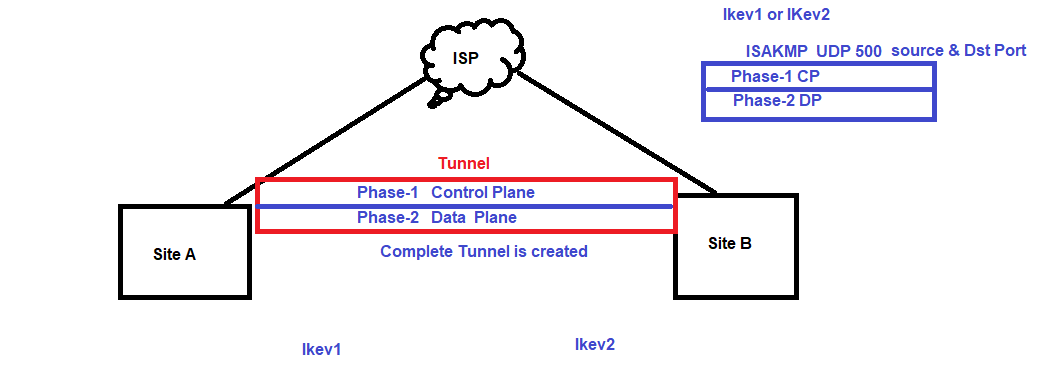 Ikev1 or IKev2
ISAKMP UDP 500 source & Dst Port
Phase-1 CP
Phase-2 DP
ISP
Tunnel
Phase-1 Control Plane
Phase-2 Data Plane
Complete Tunnel is created
Site A
Site B
Ikev1
Ikev2